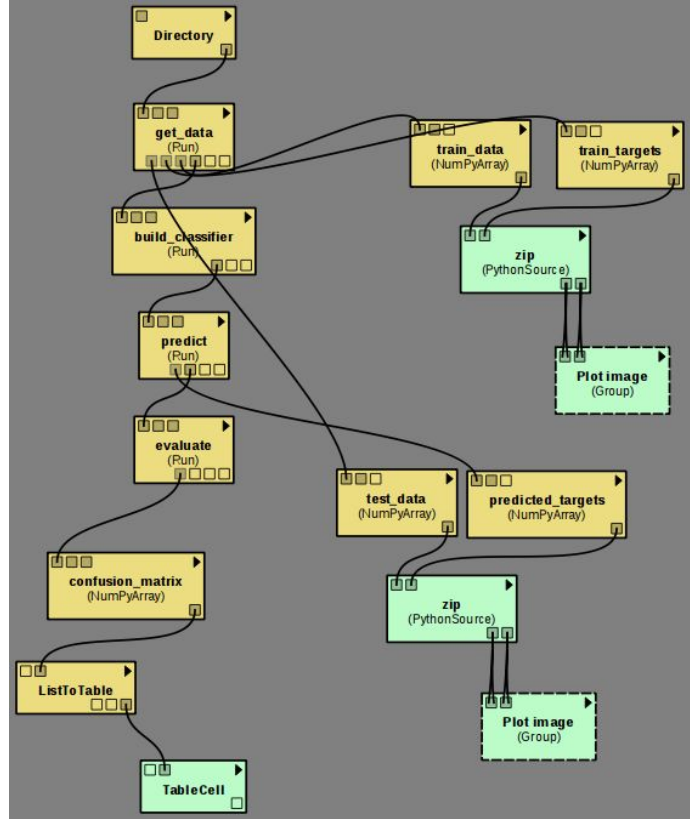 Directory
get_data
(Run)
train_data
(NumPyArray)
train_targets
(NumPyArray)
build_classifier
(Run)
zip
(PythonSource)
predict
(Run)
Plot image
(Group)
evaluate
(Run)
test_data
(NumPyArray)
predicted_targets
(NumPyArray)
confusion_matrix
(NumPyArray)
zip
(PythonSource)
ListToTable
Plot image
(Group)
TableCell